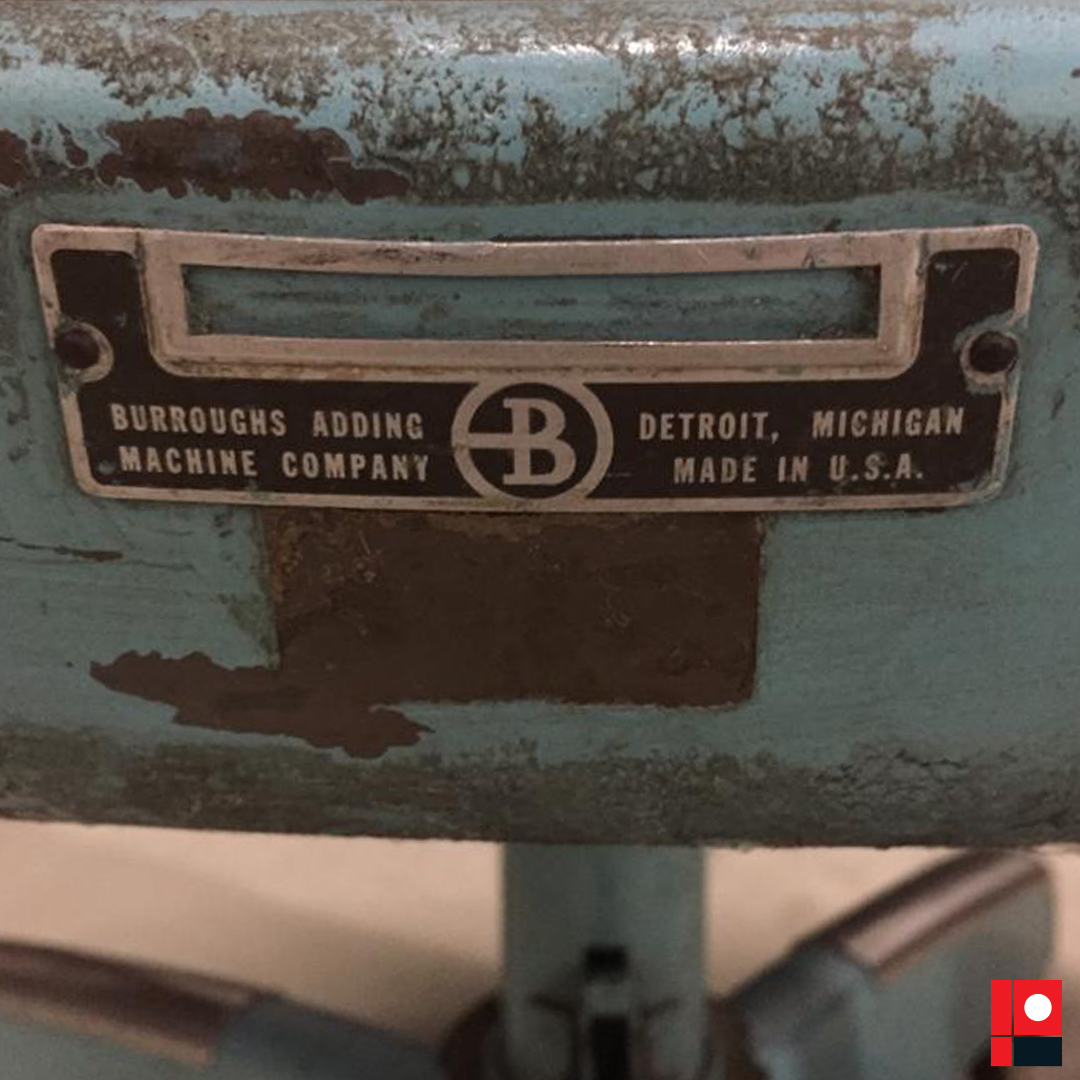 BURROUGHS ADDING
MACHINE COMPANY
B
DETROIT, MICHIGAN
MADE IN U.S.A.